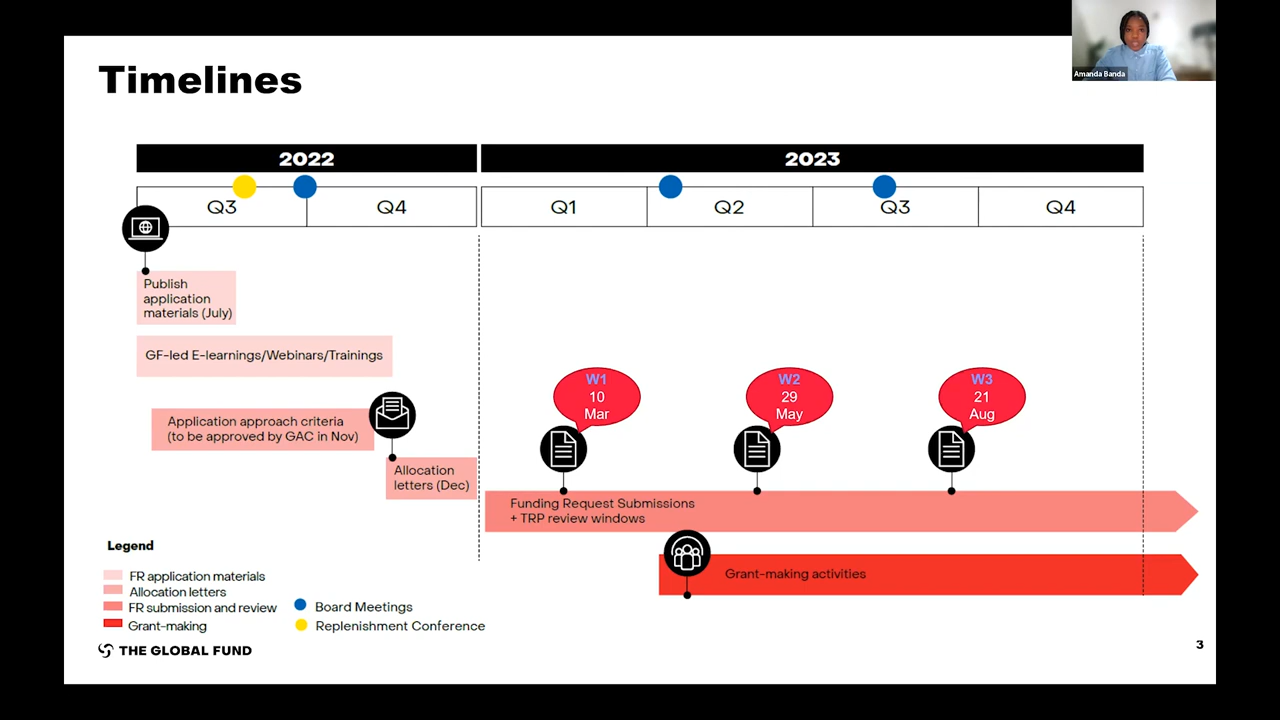 Amanda Banda
Timelines
2022
2023
Q3
Q4
Q1
Q2
Q3
Q4
Publish
application
materials (July)
GF-led E-learnings/Webinars/Trainings
Application approach criteria
(to be approved by GAC in Nov)
Allocation
letters (Dec)
W1
10
Mar
W2
29
May
W3
21
Aug
Funding Request Submissions
+ TRP review windows
Grant-making activities
Legend
FR application materials
Allocation letters
FR submission and review
Grant-making
Board Meetings
Replenishment Conference
THE GLOBAL FUND
3